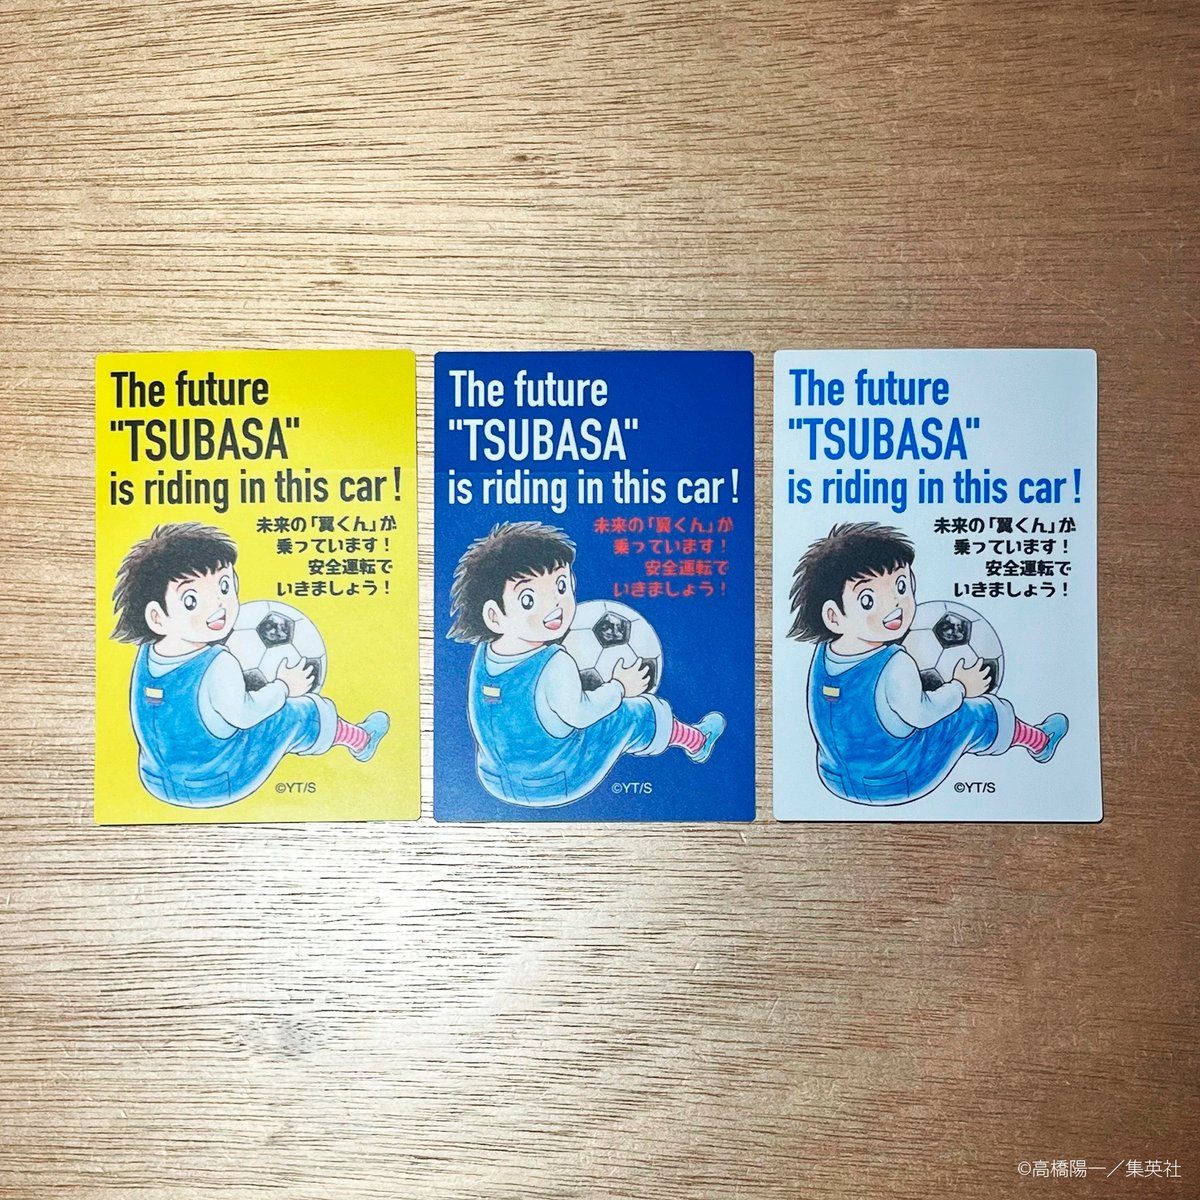 The future
"TSUBASA"
is riding in this car!
未来の「翼くん」が
乗っています!
安全運転で
いきましょう!
©YT/S
The future
"TSUBASA"
is riding in this car!
未来の「翼くん」が
乗っています!
安全運転で
いきましょう!
©YT/S
The future
"TSUBASA"
is riding in this car!
未来の「翼くん」が
乗っています!
安全運転で
いきましょう!
©YT/S
©高橋陽一/集英社